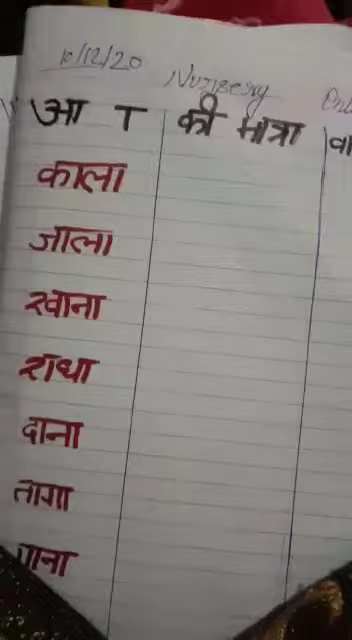 10/12/20
Nursery
आ ा की मात्रा
काला
जाला
खाना
राधा
दाना
तागा